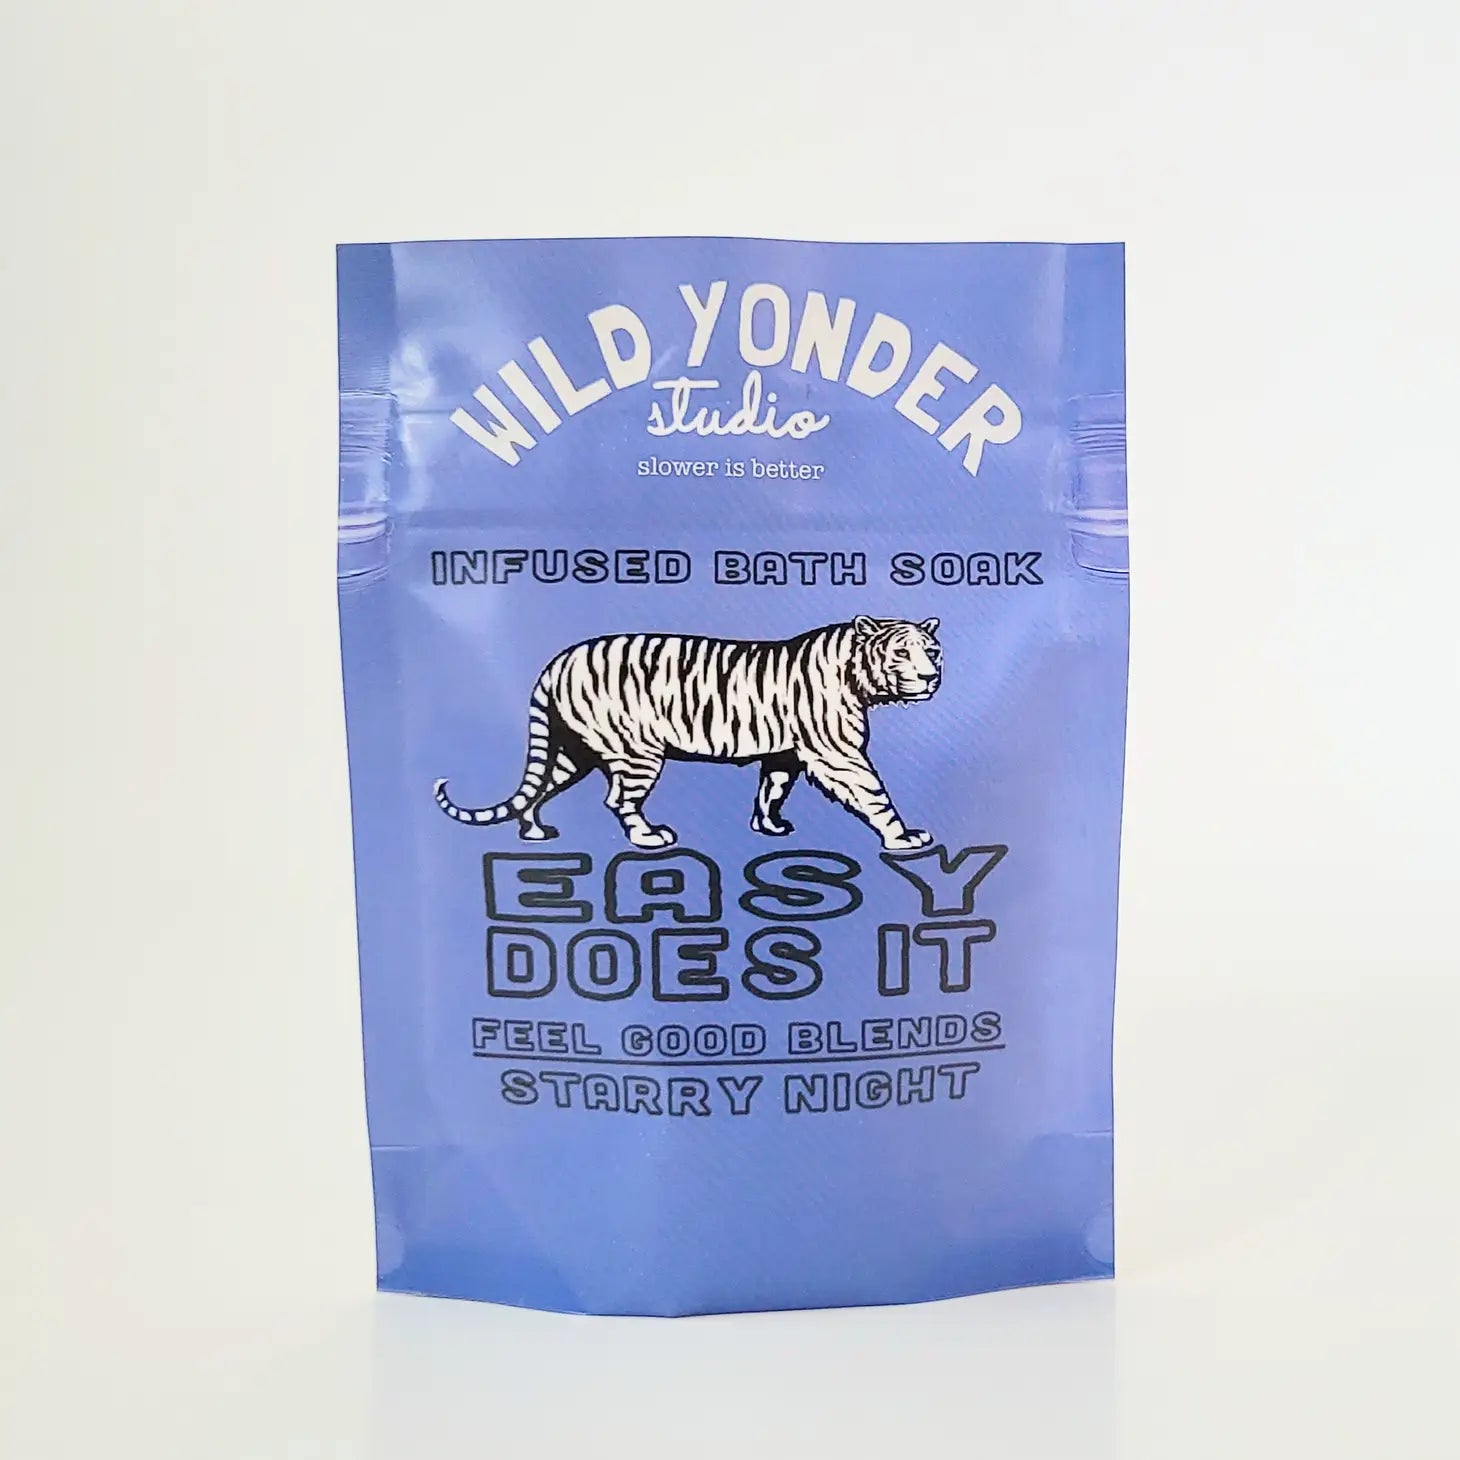 WILD YONDER
studio
slower is better
INFUSED BATH SOAK
EASY
DOES IT
FEEL GOOD BLENDS
STARRY NIGHT